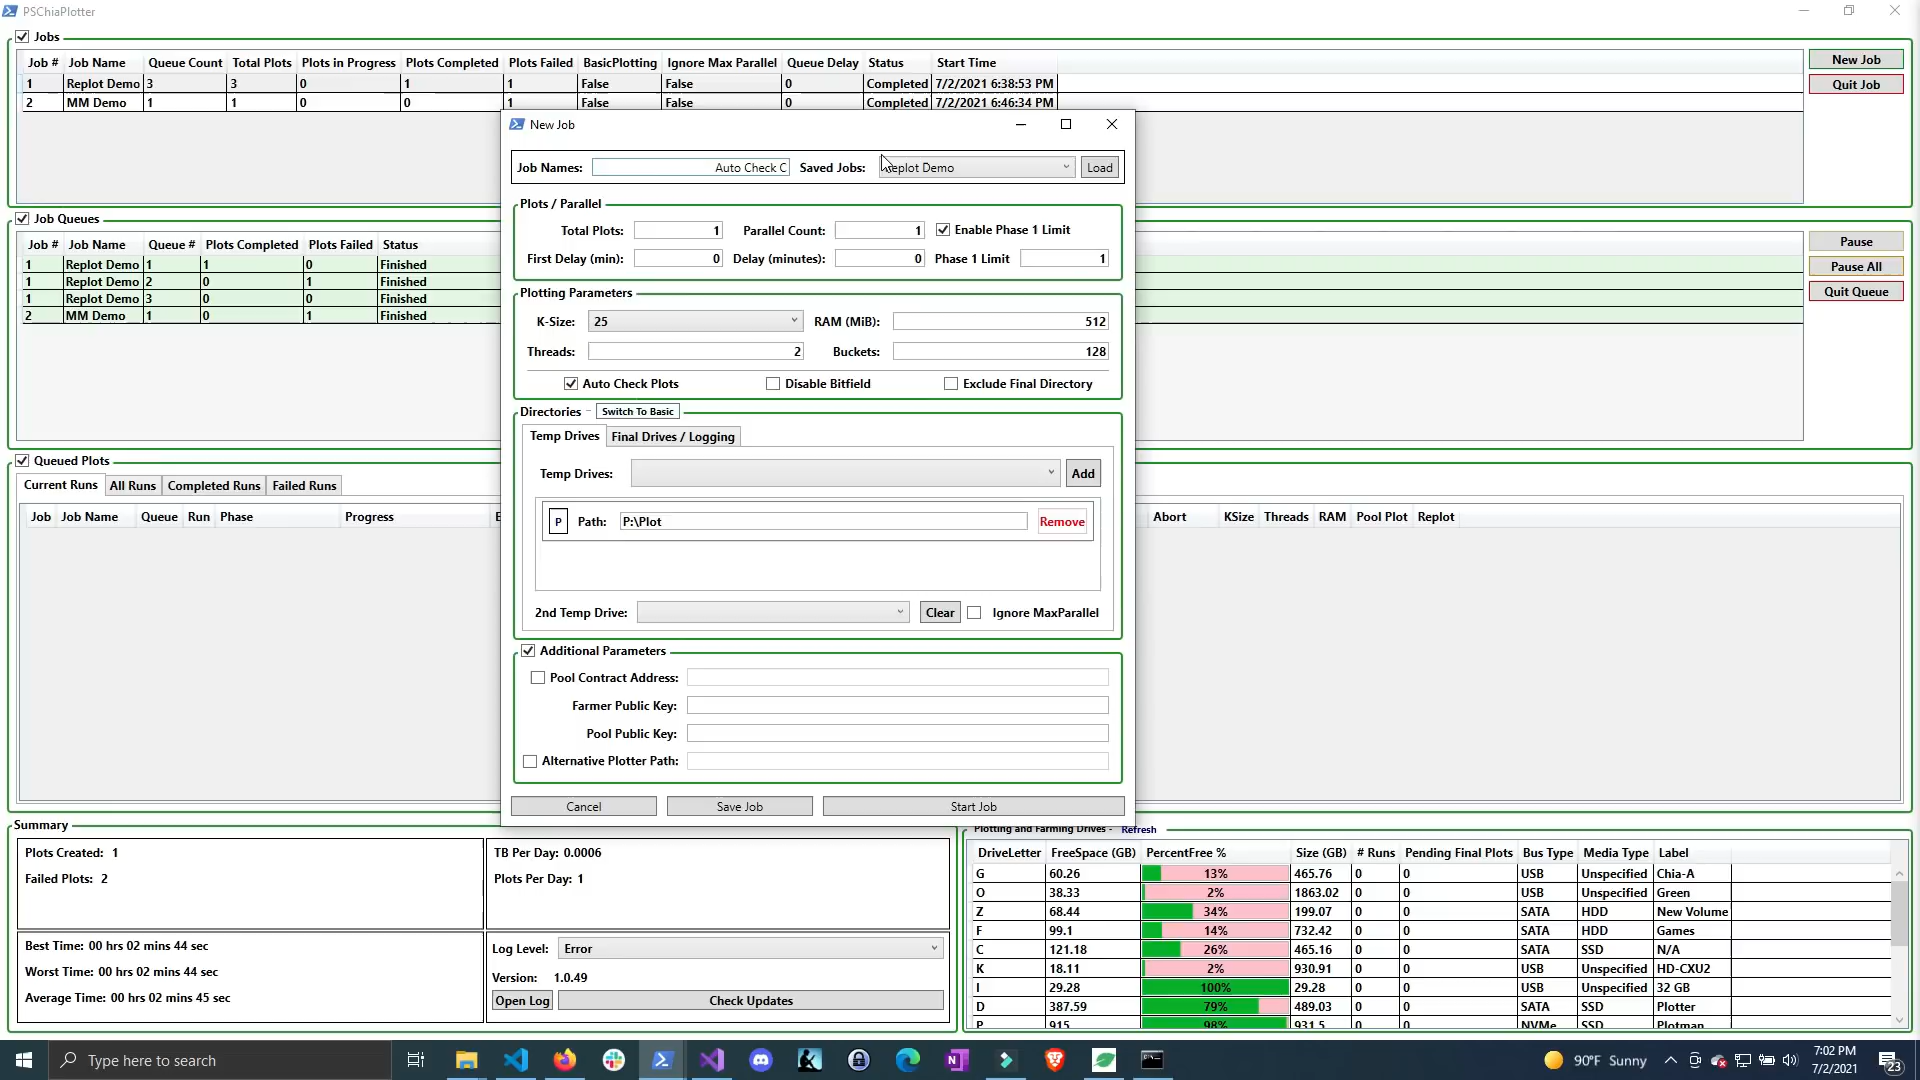 PSChiaPlotter
Jobs
Job # Job Name Queue Count Total Plots Plots in Progress Plots Completed Plots Failed BasicPlotting Ignore Max Parallel Queue Delay Status Start Time
1 Replot Demo 3 3 0 1 1 False False 0 Completed 7/2/2021 6:38:53 PM
2 MM Demo 1 1 0 0 1 False False 0 Completed 7/2/2021 6:46:34 PM
New Job
Quit Job
Job Queues
Job # Job Name Queue # Plots Completed Plots Failed Status
1 Replot Demo 1 1 0 Finished
1 Replot Demo 2 0 1 Finished
1 Replot Demo 3 0 0 Finished
2 MM Demo 1 0 1 Finished
Pause
Pause All
Quit Queue
Queued Plots
Current Runs All Runs Completed Runs Failed Runs
Job Job Name Queue Run Phase Progress E
Abort KSize Threads RAM Pool Plot Replot
New Job
Job Names: Auto Check C Saved Jobs: Replot Demo Load
Plots / Parallel
Total Plots: 1 Parallel Count: 1 Enable Phase 1 Limit
First Delay (min): 0 Delay (minutes): 0 Phase 1 Limit 1
Plotting Parameters
K-Size: 25 RAM (MiB): 512
Threads: 2 Buckets: 128
Auto Check Plots Disable Bitfield Exclude Final Directory
Directories - Switch To Basic
Temp Drives Final Drives / Logging
Temp Drives: Add
P Path: P:\Plot Remove
2nd Temp Drive: Clear Ignore MaxParallel
Additional Parameters
Pool Contract Address:
Farmer Public Key:
Pool Public Key:
Alternative Plotter Path:
Cancel Save Job Start Job
Summary
Plots Created: 1
Failed Plots: 2
TB Per Day: 0.0006
Plots Per Day: 1
Best Time: 00 hrs 02 mins 44 sec
Worst Time: 00 hrs 02 mins 44 sec
Average Time: 00 hrs 02 mins 45 sec
Log Level: Error
Version: 1.0.49
Open Log Check Updates
Plotting and Farming Drives - Refresh
DriveLetter FreeSpace (GB) PercentFree % Size (GB) # Runs Pending Final Plots Bus Type Media Type Label
G 60.26 13% 465.76 0 0 USB Unspecified Chia-A
O 38.33 2% 1863.02 0 0 USB Unspecified Green
Z 68.44 34% 199.07 0 0 SATA HDD New Volume
F 99.1 14% 732.42 0 0 SATA HDD Games
C 121.18 26% 465.16 0 0 SATA SSD N/A
K 18.11 2% 930.91 0 0 USB Unspecified HD-CXU2
I 29.28 100% 29.28 0 0 USB Unspecified 32 GB
D 387.59 79% 489.03 0 0 SATA SSD Plotter
P 915 98% 931.5 0 0 NVMe SSD Plotman
Type here to search
90°F Sunny
7:02 PM
7/2/2021
23